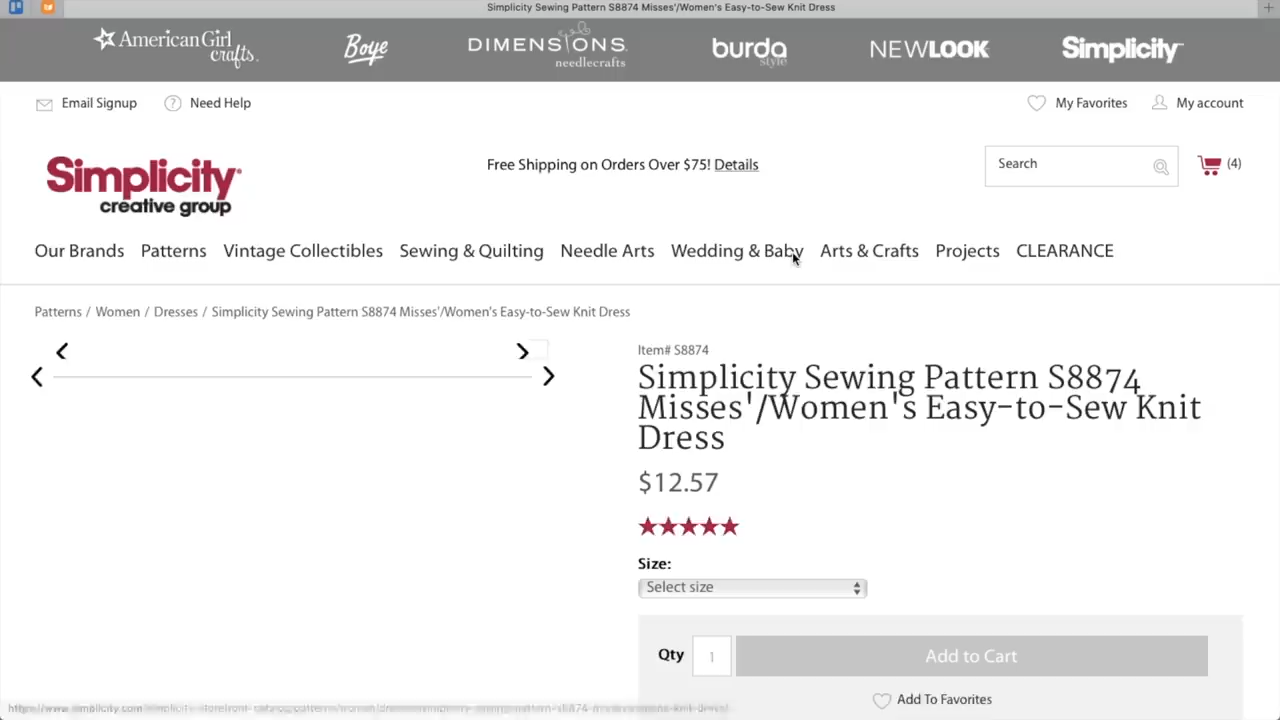 Simplicity Sewing Pattern S8874 Misses'/Women's Easy-to-Sew Knit Dress
American Girl crafts. Boye DIMENSIONS needlecrafts burda style NEWLOOK Simplicity
Email Signup Need Help My Favorites My account
Simplicity creative group
Free Shipping on Orders Over $75! Details
Search (4)
Our Brands Patterns Vintage Collectibles Sewing & Quilting Needle Arts Wedding & Baby Arts & Crafts Projects CLEARANCE
Patterns / Women / Dresses / Simplicity Sewing Pattern S8874 Misses'/Women's Easy-to-Sew Knit Dress
Item# S8874
Simplicity Sewing Pattern S8874
Misses'/Women's Easy-to-Sew Knit
Dress
$12.57
Size:
Select size
Qty 1 Add to Cart
Add To Favorites